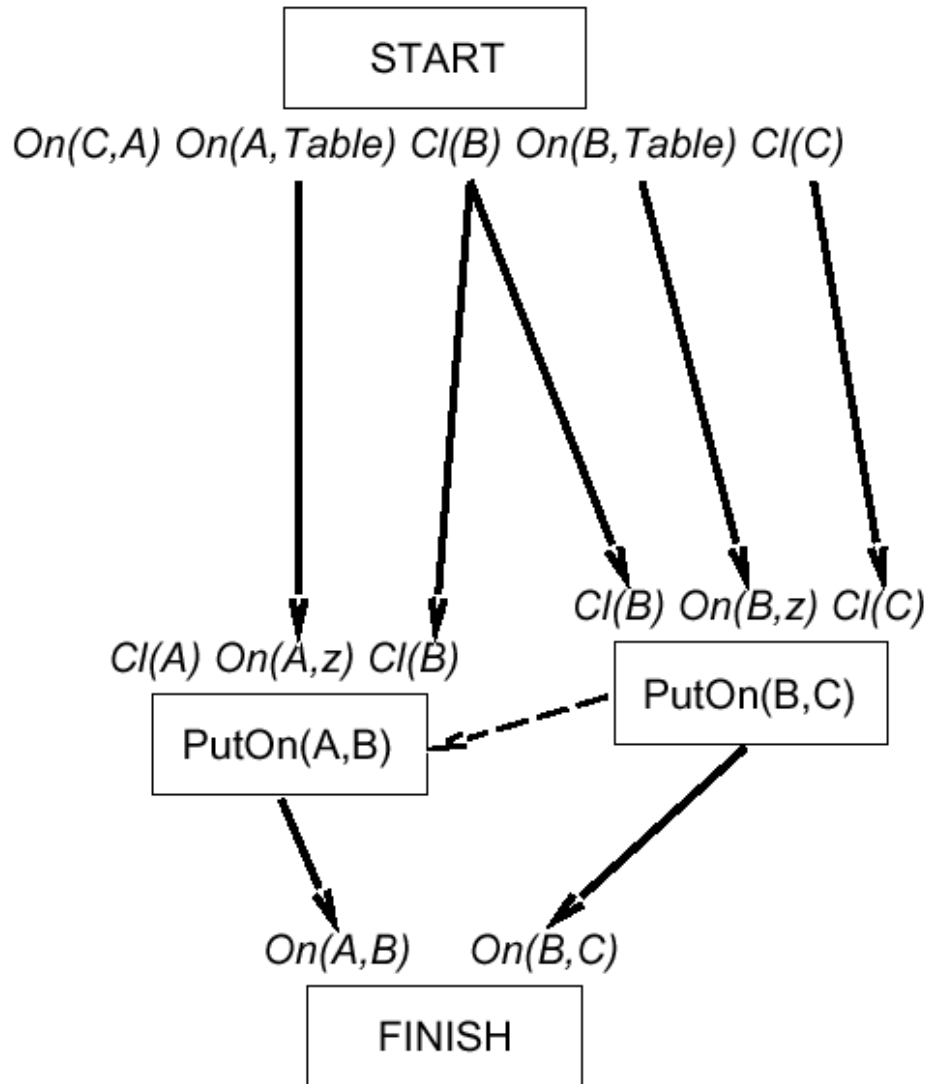 START
On(C,A) On(A,Table) Cl(B) On(B,Table) Cl(C)
Cl(B) On(B,z) Cl(C)
Cl(A) On(A,z) Cl(B)
PutOn(B,C)
PutOn(A,B)
On(A,B) On(B,C)
FINISH